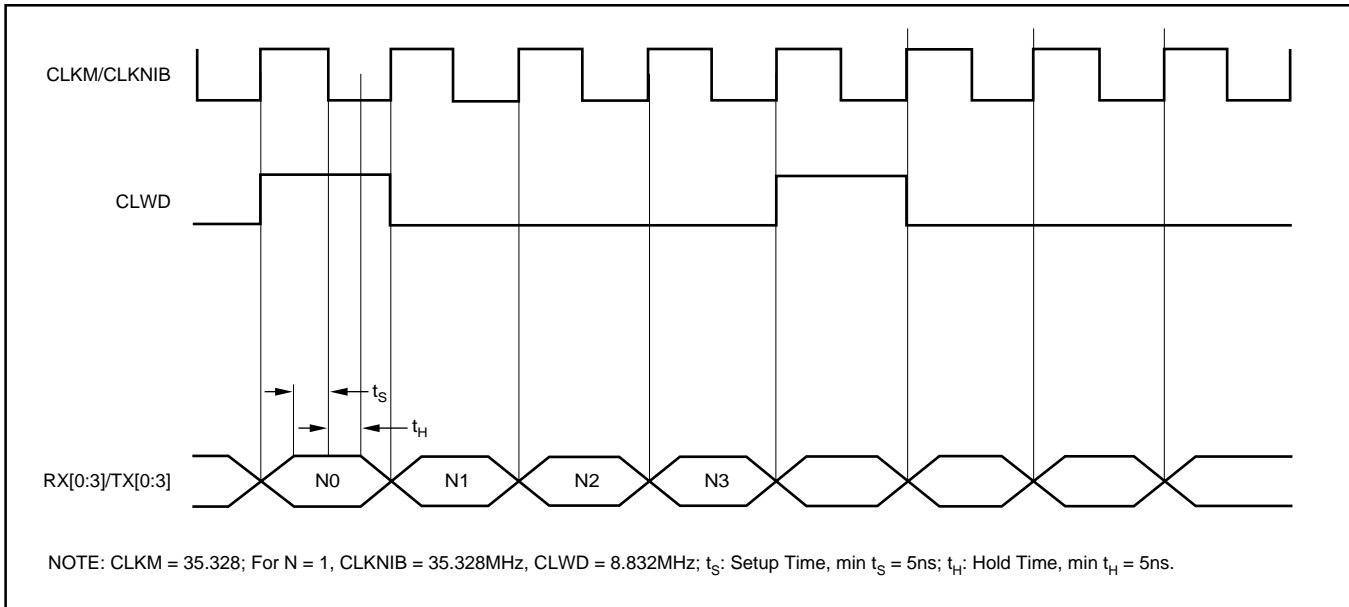 CLKM/CLKNIB
CLWD
tS
tH
RX[0:3]/TX[0:3]
N0
N1
N2
N3
NOTE: CLKM = 35.328; For N = 1, CLKNIB = 35.328MHz, CLWD = 8.832MHz; tS: Setup Time, min tS = 5ns; tH: Hold Time, min tH = 5ns.